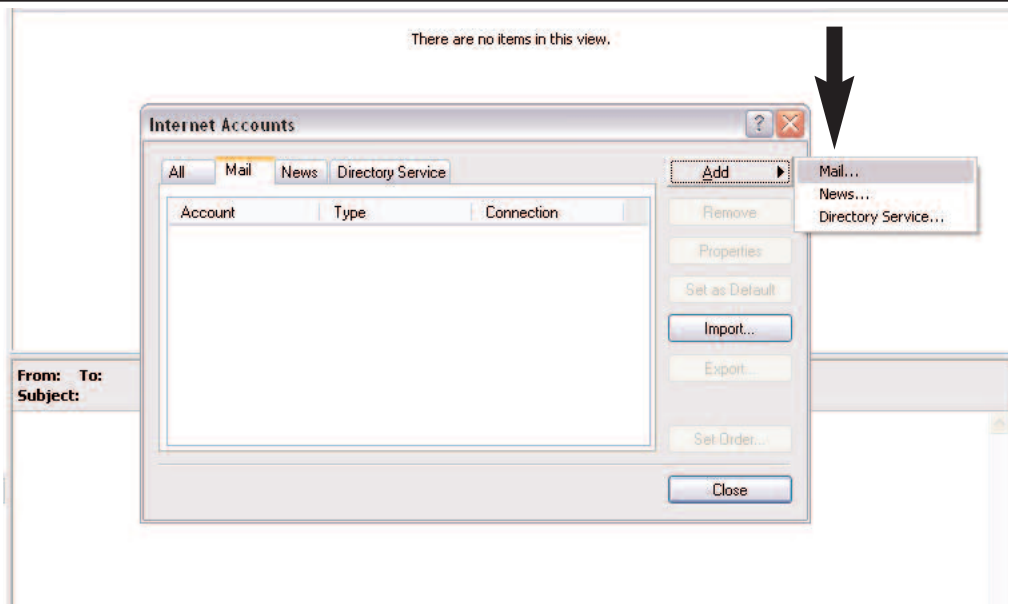 There are no items in this view.
Internet Accounts
All Mail News Directory Service
Account Type Connection
Add
Mail...
News...
Directory Service...
Remove
Properties
Set as Default
Import...
Export...
Set Order...
Close
From: To:
Subject: